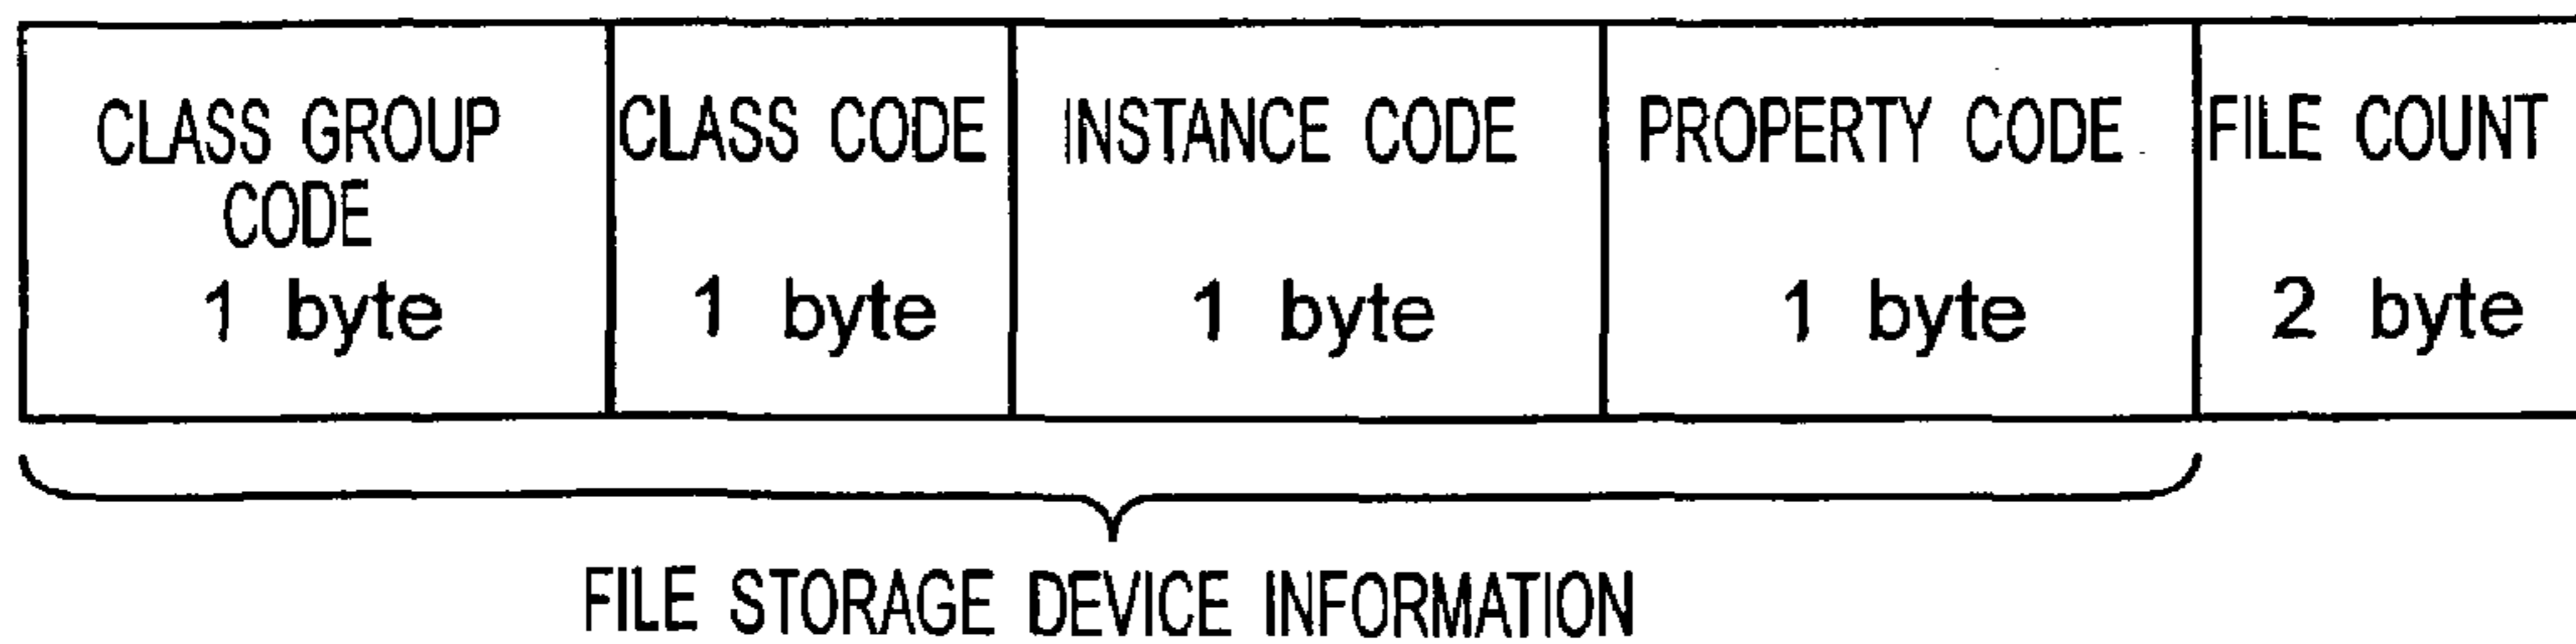 CLASS GROUP
CODE
1 byte
CLASS CODE
1 byte
INSTANCE CODE
1 byte
PROPERTY CODE
1 byte
FILE COUNT
2 byte
FILE STORAGE DEVICE INFORMATION